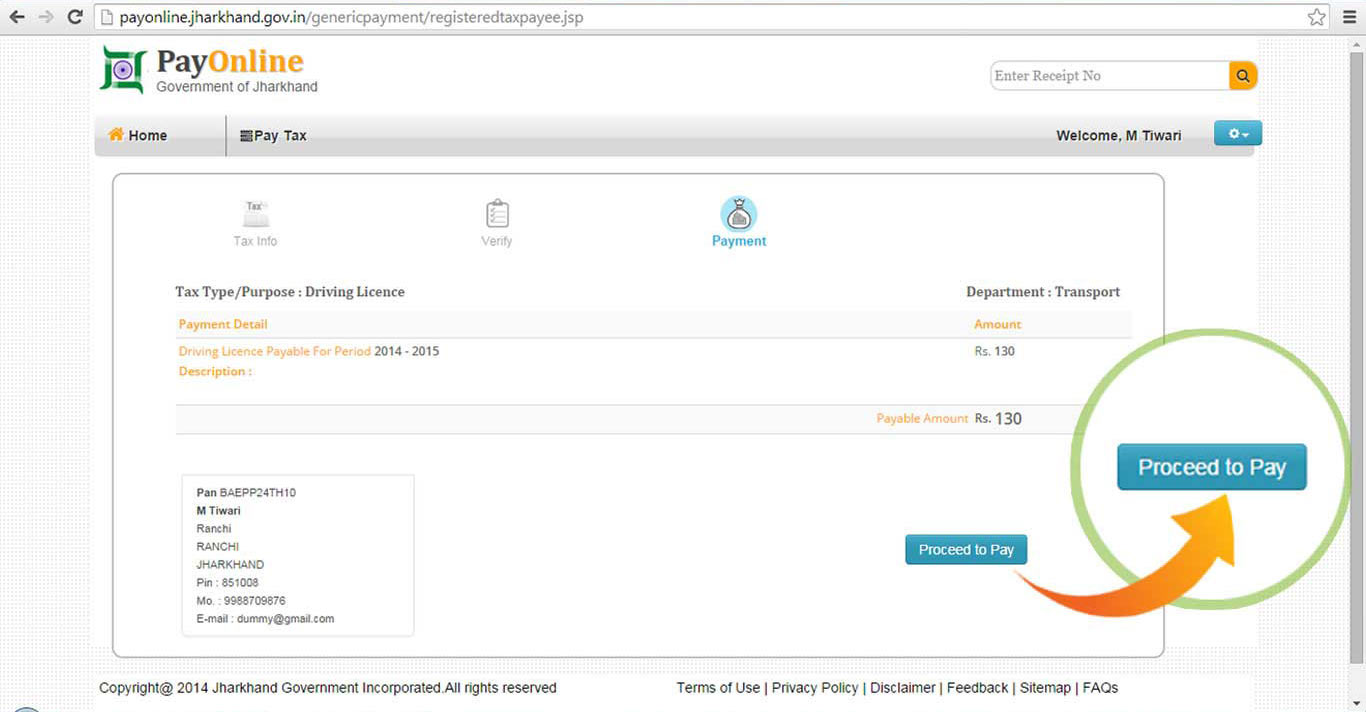 payonline.jharkhand.gov.in/genericpayment/registeredtaxpayee.jsp
PayOnline
Government of Jharkhand
Enter Receipt No
Home
Pay Tax
Welcome, M Tiwari
Tax
Tax Info
Verify
Payment
Tax Type/Purpose : Driving Licence
Department : Transport
Payment Detail
Amount
Driving Licence Payable For Period 2014 - 2015
Rs. 130
Description :
Payable Amount Rs. 130
Proceed to Pay
Pan BAEPP24TH10
M Tiwari
Ranchi
RANCHI
JHARKHAND
Pin : 851008
Mo. : 9988709876
E-mail : dummy@gmail.com
Proceed to Pay
Copyright@ 2014 Jharkhand Government Incorporated.All rights reserved
Terms of Use | Privacy Policy | Disclaimer | Feedback | Sitemap | FAQs